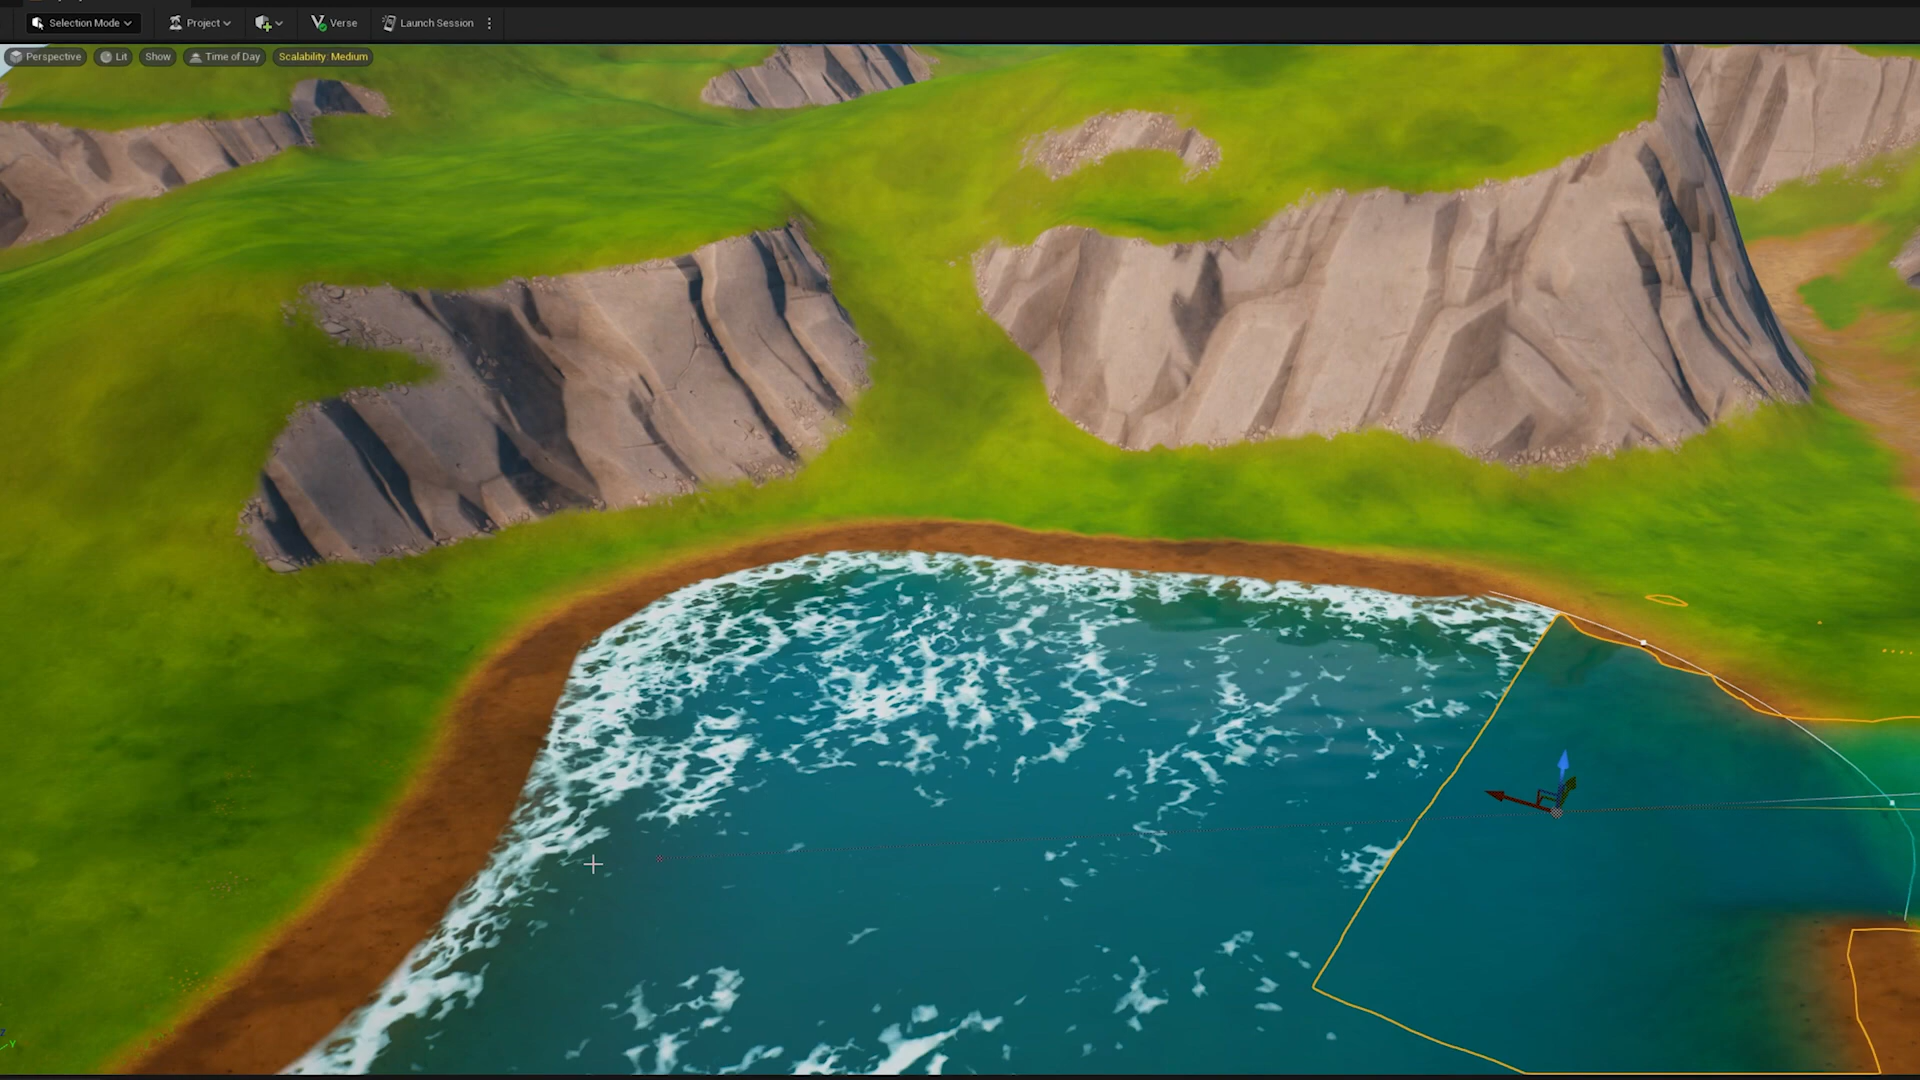 Selection Mode Project Verse Launch Session
Perspective Lit Show Time of Day Scalability: Medium
Z
Y